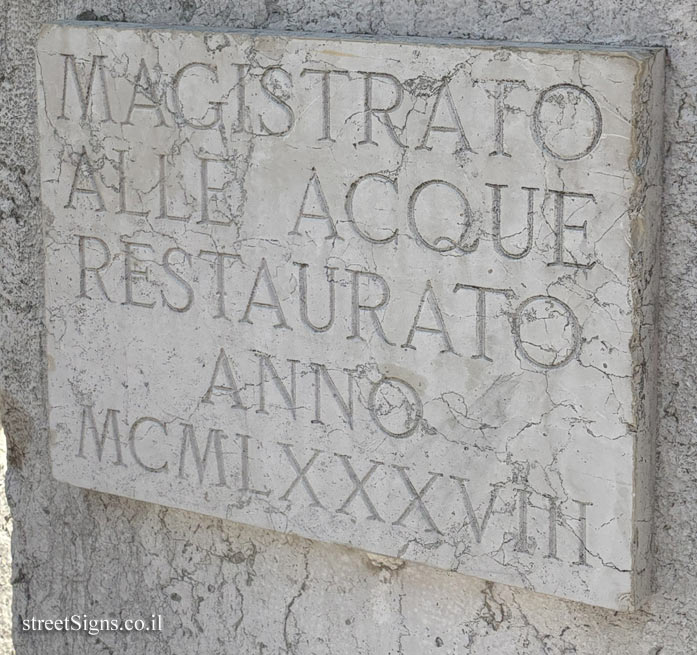 MAGISTRATO
ALLE ACQUE
RESTAURATO
ANNO
MCMLXXXVIII
streetSigns.co.il